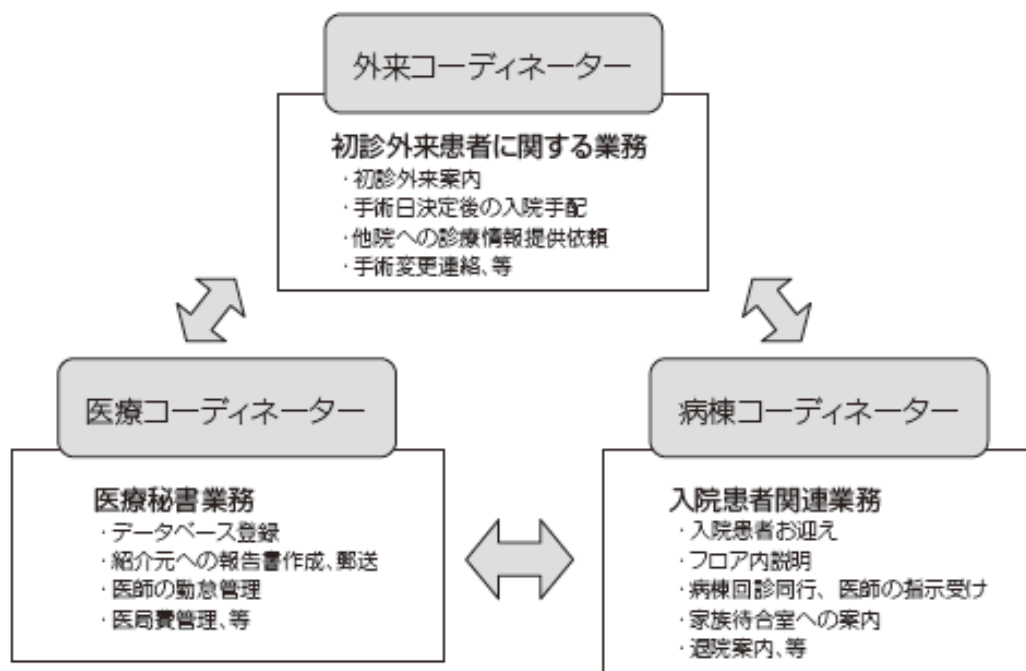 外来コーディネーター
初診外来患者に関する業務
・初診外来案内
・手術日決定後の入院手配
・他院への診療情報提供依頼
・手術変更連絡、等
医療コーディネーター
医療秘書業務
・データベース登録
・紹介元への報告書作成、郵送
・医師の勤怠管理
・医局費管理、等
病棟コーディネーター
入院患者関連業務
・入院患者お迎え
・フロア内説明
・病棟回診同行、医師の指示受け
・家族待合室への案内
・退院案内、等